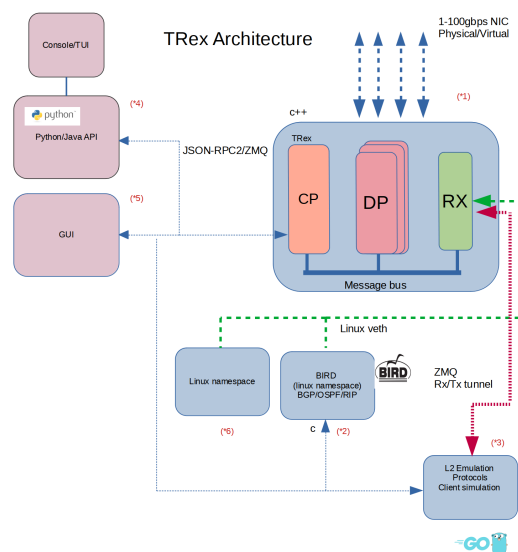 TRex Architecture
1-100gbps NIC
Physical/Virtual
Console/TUI
(*4)
(*1)
c++
python
Python/Java API
TRex
JSON-RPC2/ZMQ
CP
DP
RX
(*5)
GUI
Message bus
Linux veth
Linux namespace
BIRD
(linux namespace)
BGP/OSPF/RIP
BIRD
ZMQ
Rx/Tx tunnel
(*6)
c
(*2)
(*3)
L2 Emulation
Protocols
Client simulation
GO